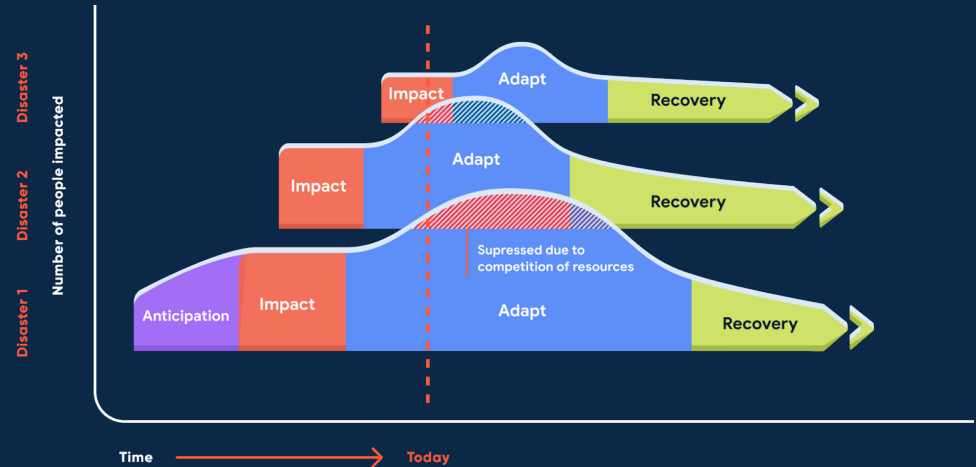 Disaster 3
Impact
Adapt
Recovery
Number of people impacted
Disaster 2
Impact
Adapt
Recovery
Supressed due to
competition of resources
Disaster 1
Anticipation
Impact
Adapt
Recovery
Time
Today